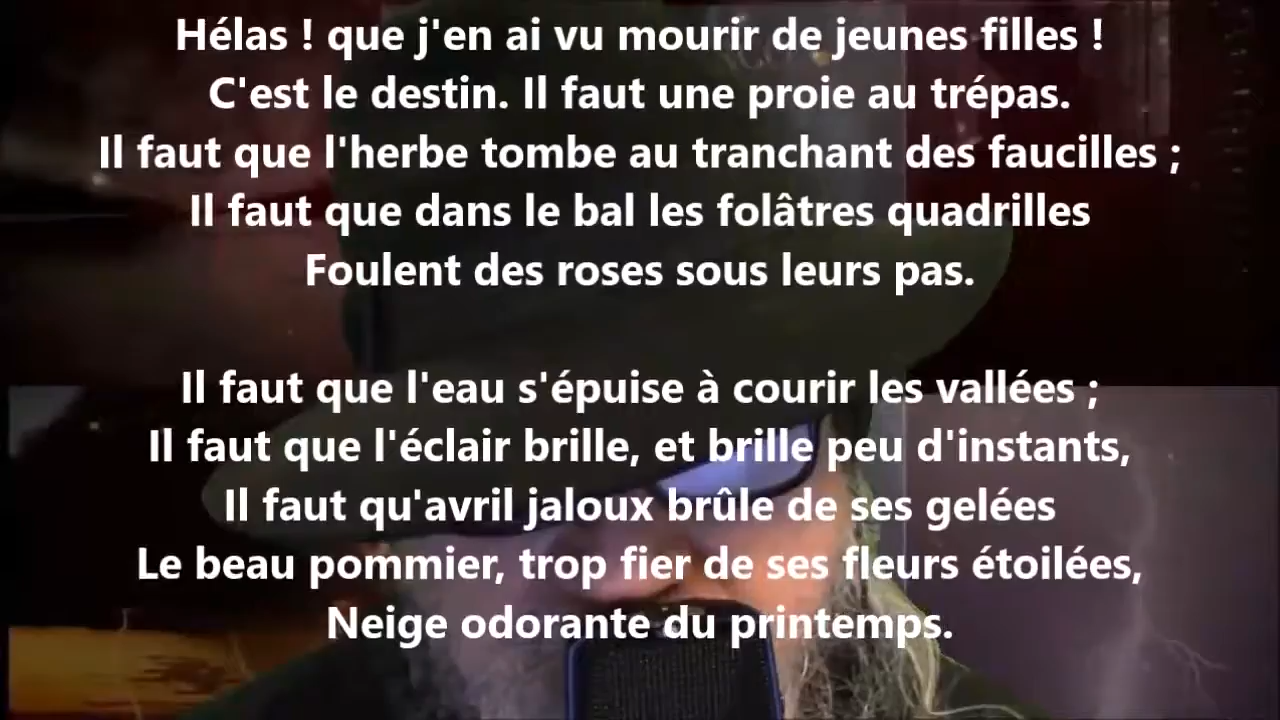 Hélas ! que j'en ai vu mourir de jeunes filles !
C'est le destin. Il faut une proie au trépas.
Il faut que l'herbe tombe au tranchant des faucilles ;
Il faut que dans le bal les folâtres quadrilles
Foulent des roses sous leurs pas.
Il faut que l'eau s'épuise à courir les vallées ;
Il faut que l'éclair brille, et brille peu d'instants,
Il faut qu'avril jaloux brûle de ses gelées
Le beau pommier, trop fier de ses fleurs étoilées,
Neige odorante du printemps.